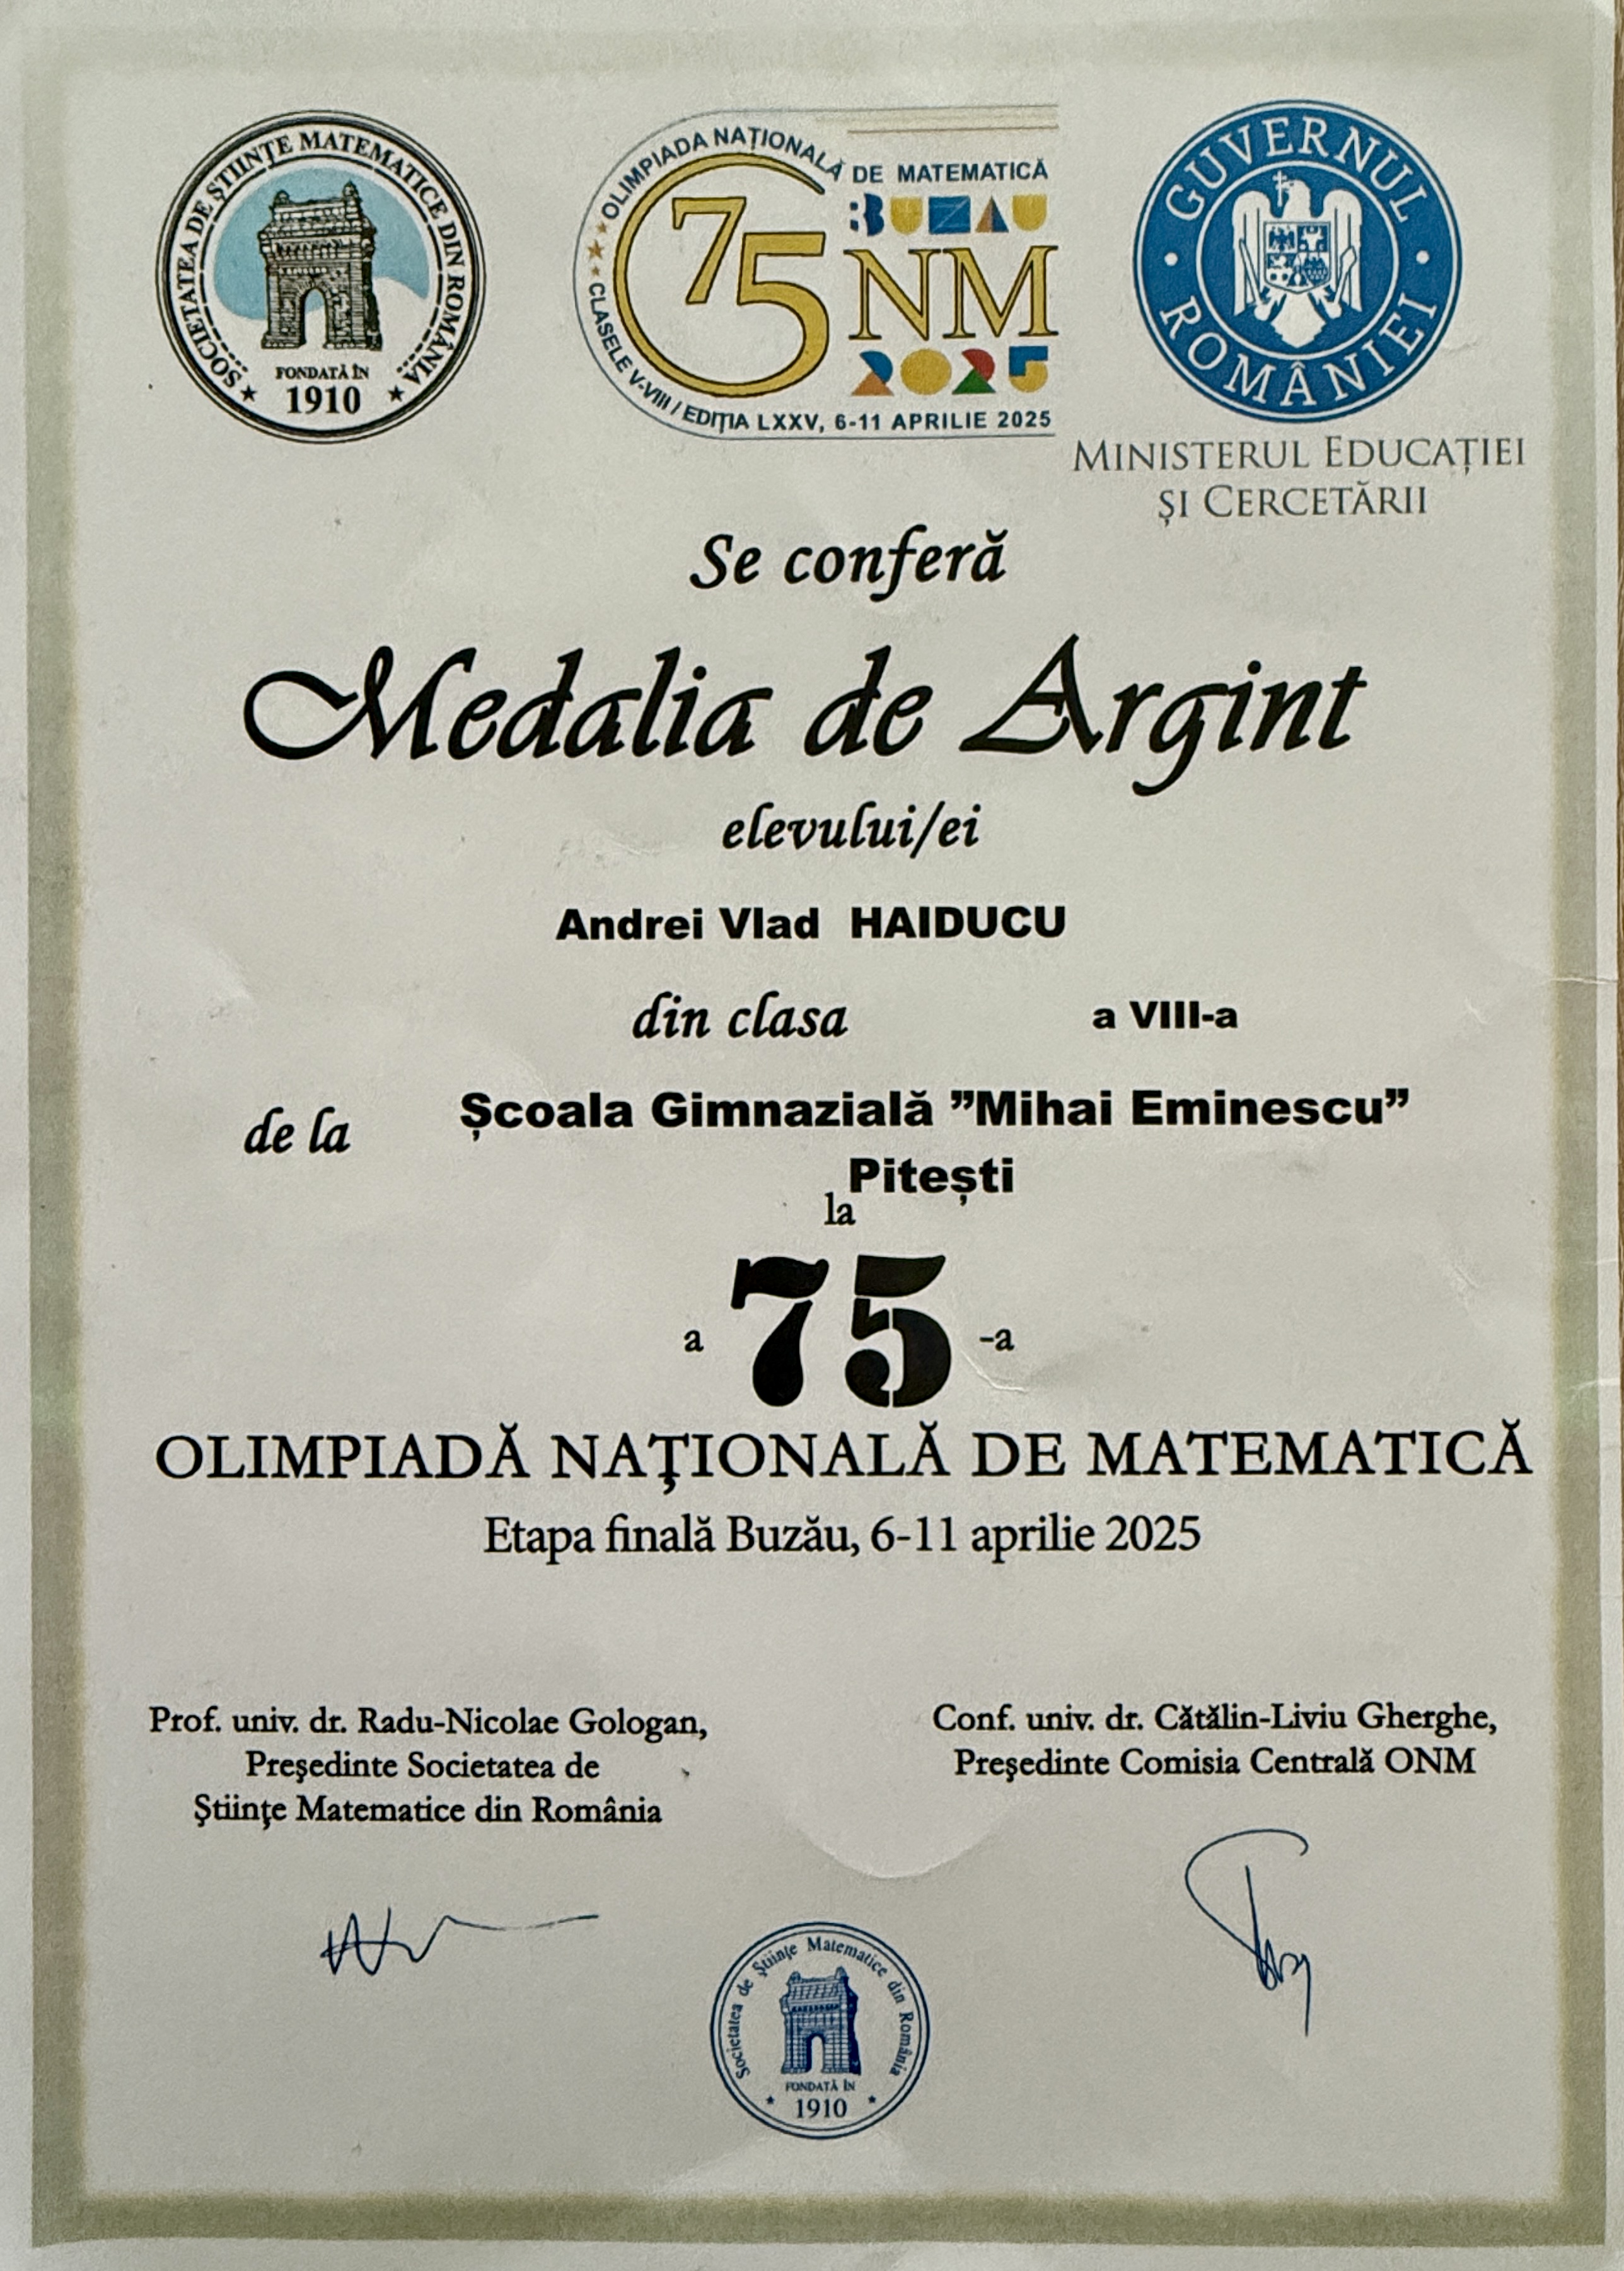 SOCIETATEA DE ȘTIINȚE MATEMATICE DIN ROMÂNIA
FONDATĂ ÎN
1910
OLIMPIADA NAȚIONALĂ DE MATEMATICĂ
75
BUZAU
NM
2025
CLASELE V-VIII / EDIȚIA LXXV, 6-11 APRILIE 2025
GUVERNUL ROMÂNIEI
MINISTERUL EDUCAȚIEI
ȘI CERCETĂRII
Se conferă
Medalia de Argint
elevului/ei
Andrei Vlad HAIDUCU
din clasa a VIII-a
de la Școala Gimnazială ”Mihai Eminescu”
Pitești
la
a 75 -a
OLIMPIADĂ NAŢIONALĂ DE MATEMATICĂ
Etapa finală Buzău, 6-11 aprilie 2025
Prof. univ. dr. Radu-Nicolae Gologan,
Preşedinte Societatea de
Ştiinţe Matematice din România
Conf. univ. dr. Cătălin-Liviu Gherghe,
Preşedinte Comisia Centrală ONM
Societatea de Ştiinţe Matematice din România
FONDATĂ ÎN
1910